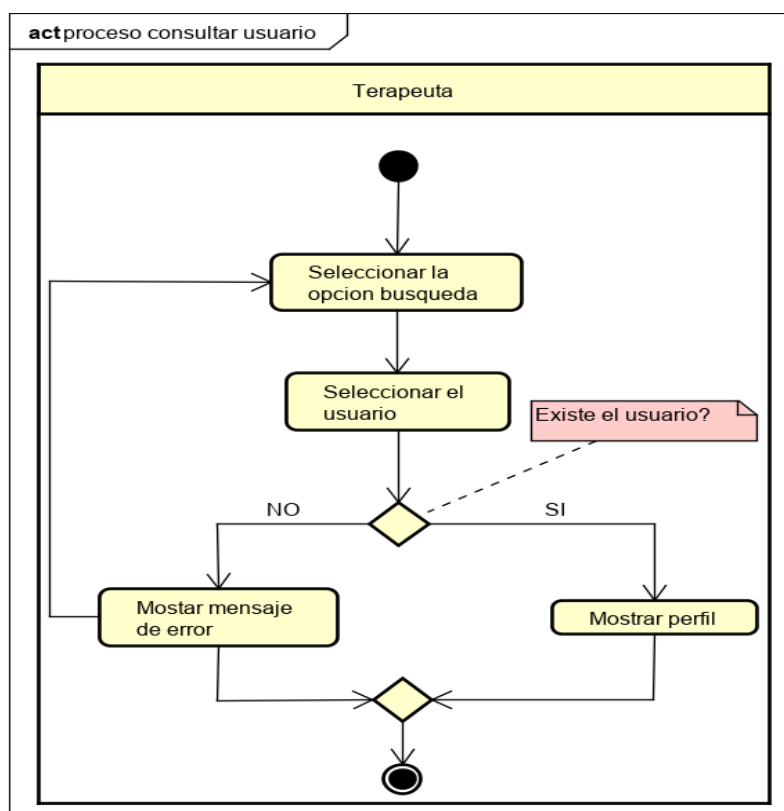 act proceso consultar usuario
Terapeuta
Seleccionar la
opcion busqueda
Seleccionar el
usuario
Existe el usuario?
NO
SI
Mostar mensaje
de error
Mostrar perfil